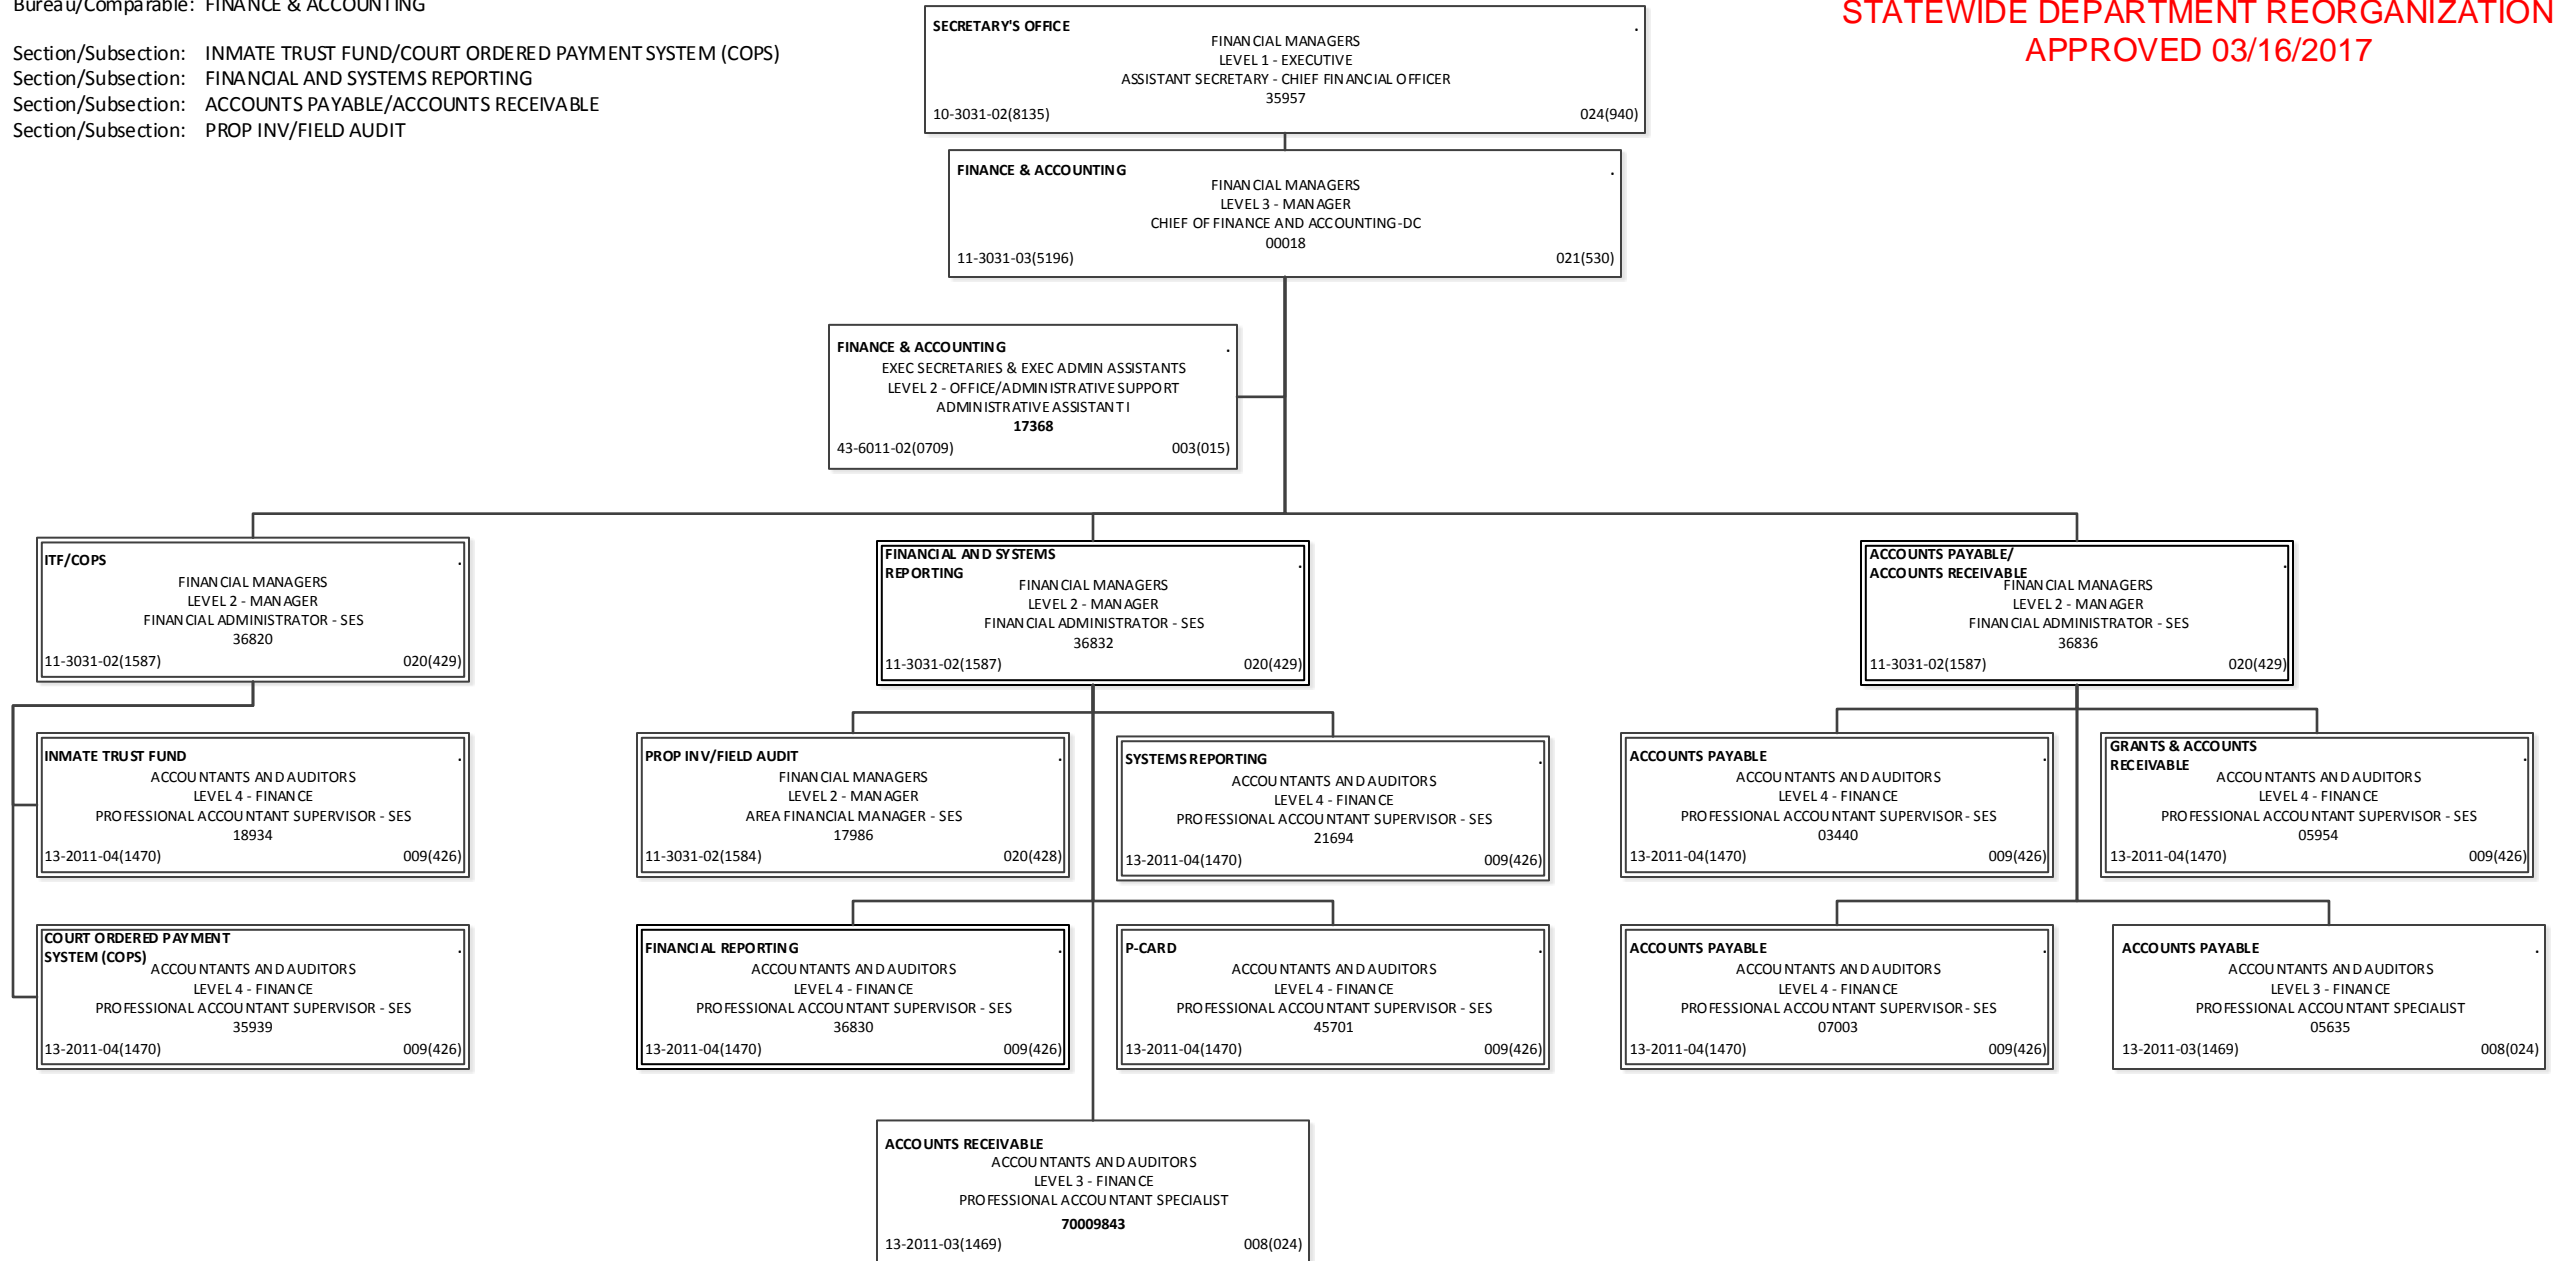 Bureau/Comparable: FINANCE & ACCOUNTING
Section/Subsection: INMATE TRUST FUND/COURT ORDERED PAYMENT SYSTEM (COPS)
Section/Subsection: FINANCIAL AND SYSTEMS REPORTING
Section/Subsection: ACCOUNTS PAYABLE/ACCOUNTS RECEIVABLE
Section/Subsection: PROP INV/FIELD AUDIT
STATEWIDE DEPARTMENT REORGANIZATION
APPROVED 03/16/2017
SECRETARY'S OFFICE .
FINANCIAL MANAGERS
LEVEL 1 - EXECUTIVE
ASSISTANT SECRETARY - CHIEF FINANCIAL OFFICER
35957
10-3031-02(8135) 024(940)
FINANCE & ACCOUNTING .
FINANCIAL MANAGERS
LEVEL 3 - MANAGER
CHIEF OF FINANCE AND ACCOUNTING-DC
00018
11-3031-03(5196) 021(530)
FINANCE & ACCOUNTING .
EXEC SECRETARIES & EXEC ADMIN ASSISTANTS
LEVEL 2 - OFFICE/ADMINISTRATIVE SUPPORT
ADMINISTRATIVE ASSISTANT I
17368
43-6011-02(0709) 003(015)
ITF/COPS .
FINANCIAL MANAGERS
LEVEL 2 - MANAGER
FINANCIAL ADMINISTRATOR - SES
36820
11-3031-02(1587) 020(429)
FINANCIAL AND SYSTEMS
REPORTING .
FINANCIAL MANAGERS
LEVEL 2 - MANAGER
FINANCIAL ADMINISTRATOR - SES
36832
11-3031-02(1587) 020(429)
ACCOUNTS PAYABLE/
ACCOUNTS RECEIVABLE .
FINANCIAL MANAGERS
LEVEL 2 - MANAGER
FINANCIAL ADMINISTRATOR - SES
36836
11-3031-02(1587) 020(429)
INMATE TRUST FUND .
ACCOUNTANTS AND AUDITORS
LEVEL 4 - FINANCE
PROFESSIONAL ACCOUNTANT SUPERVISOR - SES
18934
13-2011-04(1470) 009(426)
PROP INV/FIELD AUDIT .
FINANCIAL MANAGERS
LEVEL 2 - MANAGER
AREA FINANCIAL MANAGER - SES
17986
11-3031-02(1584) 020(428)
SYSTEMS REPORTING .
ACCOUNTANTS AND AUDITORS
LEVEL 4 - FINANCE
PROFESSIONAL ACCOUNTANT SUPERVISOR - SES
21694
13-2011-04(1470) 009(426)
ACCOUNTS PAYABLE .
ACCOUNTANTS AND AUDITORS
LEVEL 4 - FINANCE
PROFESSIONAL ACCOUNTANT SUPERVISOR - SES
03440
13-2011-04(1470) 009(426)
GRANTS & ACCOUNTS
RECEIVABLE .
ACCOUNTANTS AND AUDITORS
LEVEL 4 - FINANCE
PROFESSIONAL ACCOUNTANT SUPERVISOR - SES
05954
13-2011-04(1470) 009(426)
COURT ORDERED PAYMENT
SYSTEM (COPS) .
ACCOUNTANTS AND AUDITORS
LEVEL 4 - FINANCE
PROFESSIONAL ACCOUNTANT SUPERVISOR - SES
35939
13-2011-04(1470) 009(426)
FINANCIAL REPORTING .
ACCOUNTANTS AND AUDITORS
LEVEL 4 - FINANCE
PROFESSIONAL ACCOUNTANT SUPERVISOR - SES
36830
13-2011-04(1470) 009(426)
P-CARD .
ACCOUNTANTS AND AUDITORS
LEVEL 4 - FINANCE
PROFESSIONAL ACCOUNTANT SUPERVISOR - SES
45701
13-2011-04(1470) 009(426)
ACCOUNTS PAYABLE
ACCOUNTANTS AND AUDITORS
LEVEL 4 - FINANCE
PROFESSIONAL ACCOUNTANT SUPERVISOR - SES
07003
13-2011-04(1470) 009(426)
ACCOUNTS PAYABLE .
ACCOUNTANTS AND AUDITORS
LEVEL 3 - FINANCE
PROFESSIONAL ACCOUNTANT SPECIALIST
05635
13-2011-03(1469) 008(024)
ACCOUNTS RECEIVABLE
ACCOUNTANTS AND AUDITORS
LEVEL 3 - FINANCE
PROFESSIONAL ACCOUNTANT SPECIALIST
70009843
13-2011-03(1469) 008(024)